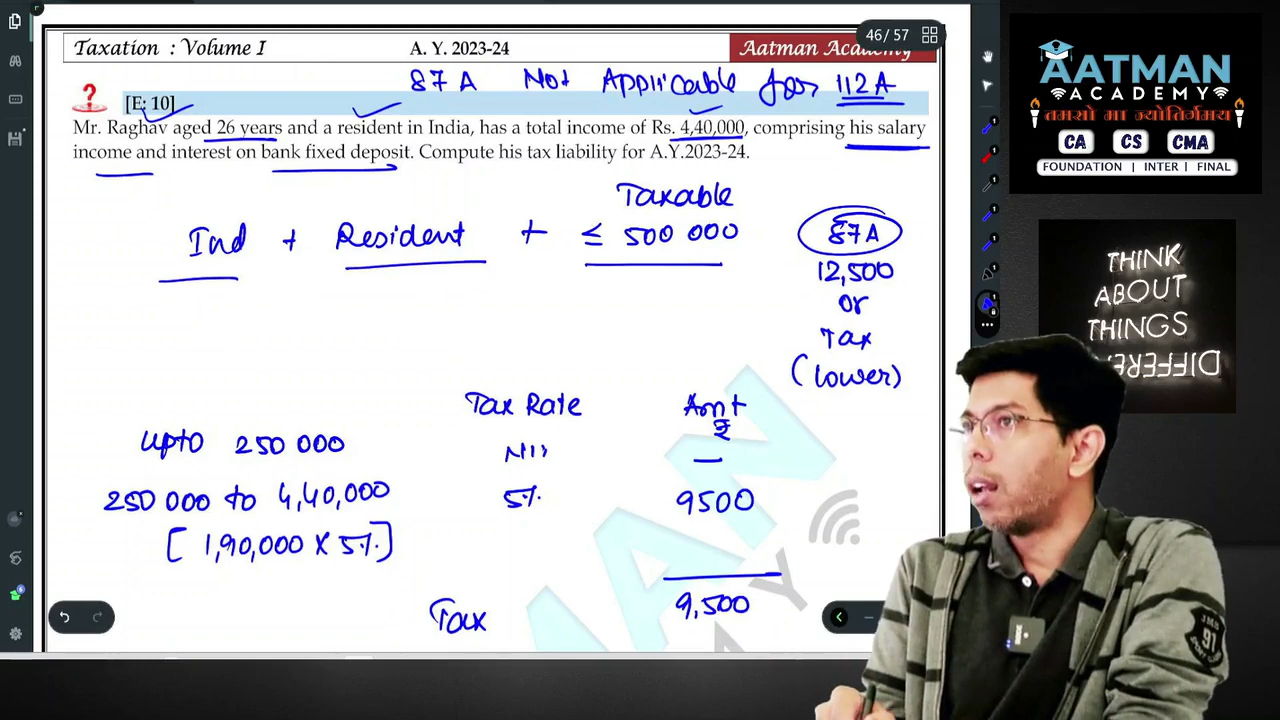 Taxation : Volume I A. Y. 2023-24 Aatman Academy
46/57
87A Not Applicable for 112A
[E: 10]
Mr. Raghav aged 26 years and a resident in India, has a total income of Rs. 4,40,000, comprising his salary
income and interest on bank fixed deposit. Compute his tax liability for A.Y.2023-24.
Taxable
Ind + Resident + ≤ 500 000 87A
12,500
or
Tax
(lower)
Tax Rate Amt
₹
upto 250 000 Nil —
250 000 to 4,40,000 5% 9500
[ 1,90,000 X 5% ]
Tax 9,500
AATMAN
ACADEMY
तमसो मा ज्योतिर्गमय
CA CS CMA
FOUNDATION | INTER | FINAL
THINK
ABOUT
THINGS
DIFFERE
JMB
91